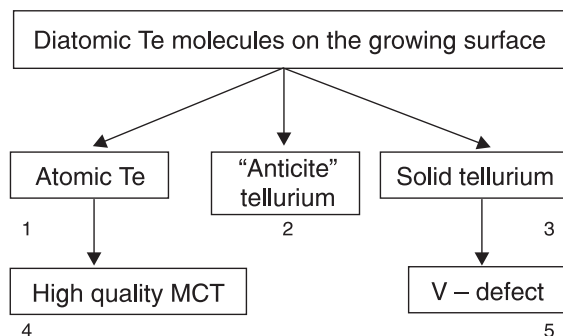 Diatomic Te molecules on the growing surface
Atomic Te
“Anticite”
tellurium
Solid tellurium
1
2
3
High quality MCT
V – defect
4
5